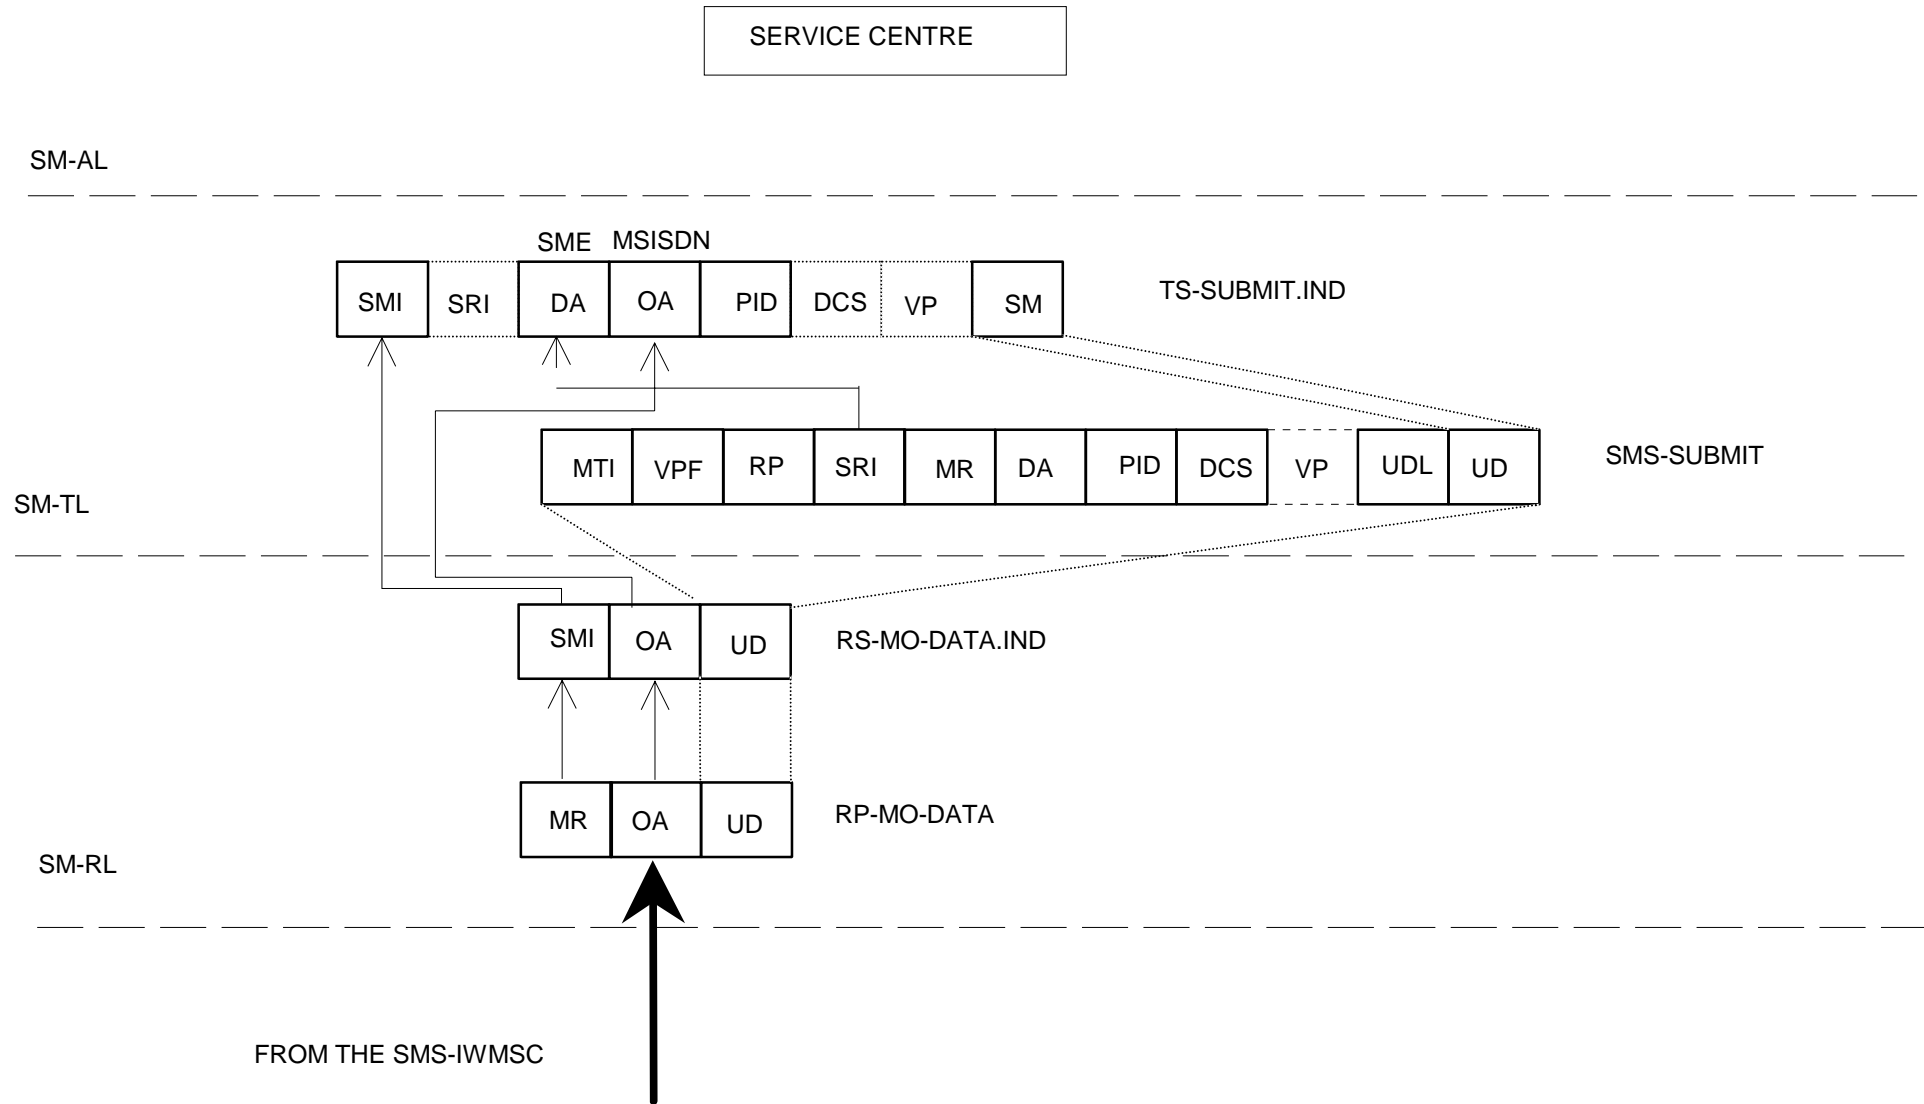 SERVICE CENTRE
SM-AL
SME MSISDN
SMI SRI DA OA PID DCS VP SM TS-SUBMIT.IND
MTI VPF RP SRI MR DA PID DCS VP UDL UD SMS-SUBMIT
SM-TL
SMI OA UD RS-MO-DATA.IND
MR OA UD RP-MO-DATA
SM-RL
FROM THE SMS-IWMSC